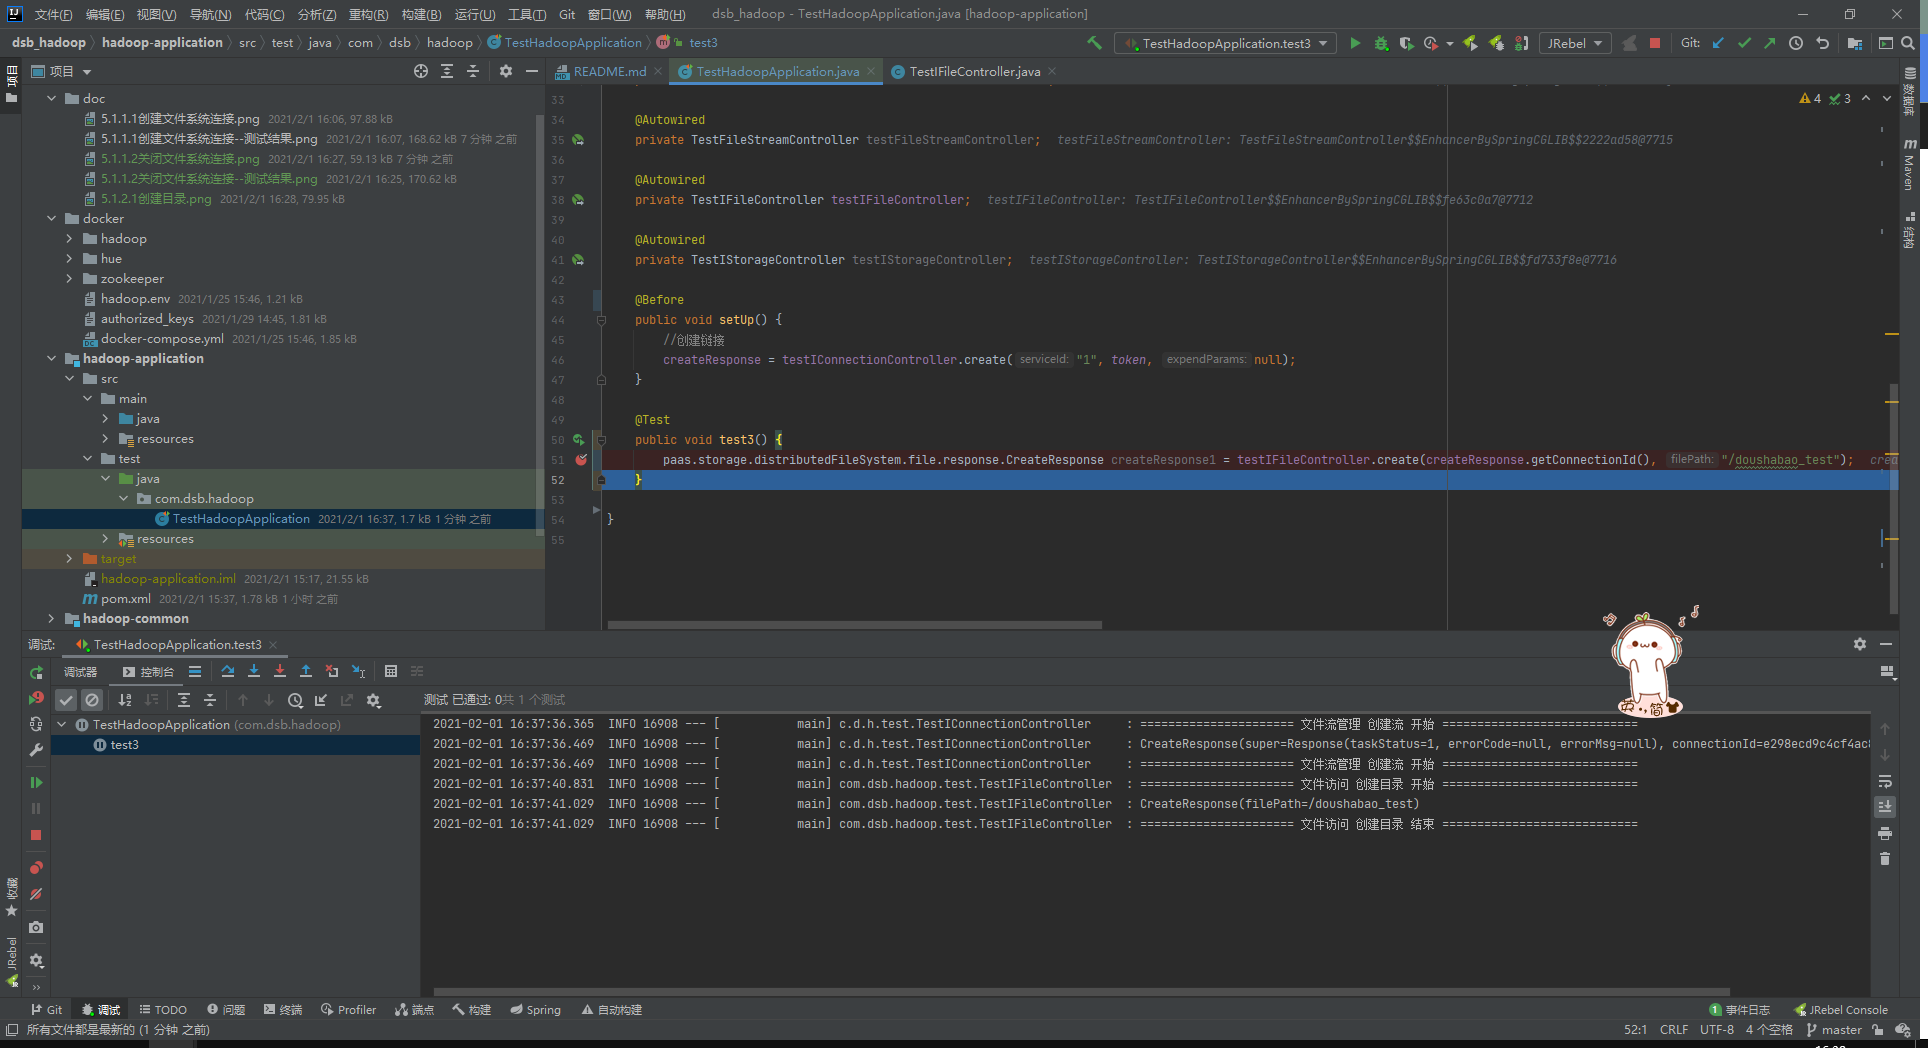 文件(F) 编辑(E) 视图(V) 导航(N) 代码(C) 分析(Z) 重构(R) 构建(B) 运行(U) 工具(T) Git 窗口(W) 帮助(H) dsb_hadoop - TestHadoopApplication.java [hadoop-application]
dsb_hadoop hadoop-application src test java com dsb hadoop TestHadoopApplication test3 TestHadoopApplication.test3 JRebel Git:
项目 README.md TestHadoopApplication.java TestIFileController.java
doc
5.1.1.1创建文件系统连接.png 2021/2/1 16:06, 97.88 kB
5.1.1.1创建文件系统连接--测试结果.png 2021/2/1 16:07, 168.62 kB 7 分钟 之前
5.1.1.2关闭文件系统连接.png 2021/2/1 16:27, 59.13 kB 7 分钟 之前
5.1.1.2关闭文件系统连接--测试结果.png 2021/2/1 16:25, 170.62 kB
5.1.2.1创建目录.png 2021/2/1 16:28, 79.95 kB
docker
hadoop
hue
zookeeper
hadoop.env 2021/1/25 15:46, 1.21 kB
authorized_keys 2021/1/29 14:45, 1.81 kB
docker-compose.yml 2021/1/25 15:46, 1.85 kB
hadoop-application
src
main
java
resources
test
java
com.dsb.hadoop
TestHadoopApplication 2021/2/1 16:37, 1.7 kB 1 分钟 之前
resources
target
hadoop-application.iml 2021/2/1 15:17, 21.55 kB
pom.xml 2021/2/1 15:37, 1.78 kB 1 小时 之前
hadoop-common
4 3
33
34 @Autowired
35 private TestFileStreamController testFileStreamController; testFileStreamController: TestFileStreamController$$EnhancerBySpringCGLIB$$2222ad58@7715
36
37 @Autowired
38 private TestIFileController testIFileController; testIFileController: TestIFileController$$EnhancerBySpringCGLIB$$fe63c0a7@7712
39
40 @Autowired
41 private TestIStorageController testIStorageController; testIStorageController: TestIStorageController$$EnhancerBySpringCGLIB$$fd733f8e@7716
42
43 @Before
44 public void setUp() {
45 //创建链接
46 createResponse = testIConnectionController.create( serviceId: "1", token, expendParams: null);
47 }
48
49 @Test
50 public void test3() {
51 paas.storage.distributedFileSystem.file.response.CreateResponse createResponse1 = testIFileController.create(createResponse.getConnectionId(), filePath: "/doushabao_test"); crea
52 }
53
54 }
55
项目
收藏
JRebel
数据库
Maven
结构
英 简
调试: TestHadoopApplication.test3
调试器 控制台
测试 已通过: 0共 1 个测试
TestHadoopApplication (com.dsb.hadoop)
test3
2021-02-01 16:37:36.365 INFO 16908 --- [ main] c.d.h.test.TestIConnectionController : ====================== 文件流管理 创建流 开始 ============================
2021-02-01 16:37:36.469 INFO 16908 --- [ main] c.d.h.test.TestIConnectionController : CreateResponse(super=Response(taskStatus=1, errorCode=null, errorMsg=null), connectionId=e298ecd9c4cf4ac8
2021-02-01 16:37:36.469 INFO 16908 --- [ main] c.d.h.test.TestIConnectionController : ====================== 文件流管理 创建流 开始 ============================
2021-02-01 16:37:40.831 INFO 16908 --- [ main] com.dsb.hadoop.test.TestIFileController : ====================== 文件访问 创建目录 开始 ============================
2021-02-01 16:37:41.029 INFO 16908 --- [ main] com.dsb.hadoop.test.TestIFileController : CreateResponse(filePath=/doushabao_test)
2021-02-01 16:37:41.029 INFO 16908 --- [ main] com.dsb.hadoop.test.TestIFileController : ====================== 文件访问 创建目录 结束 ============================
Git 调试 TODO 问题 终端 Profiler 端点 构建 Spring 自动构建 1 事件日志 JRebel Console
所有文件都是最新的 (1 分钟 之前) 52:1 CRLF UTF-8 4 个空格 master